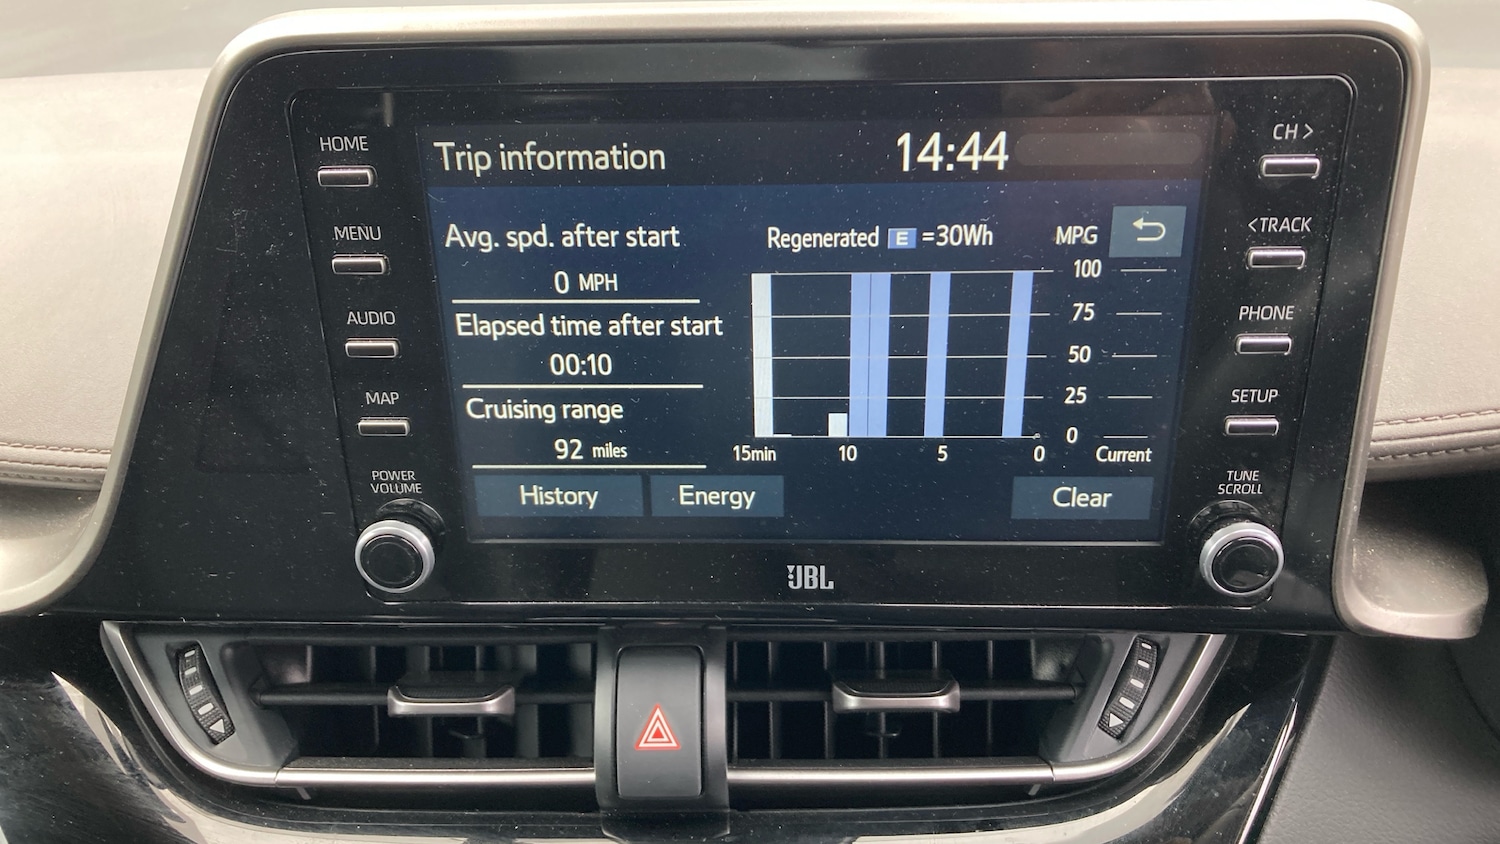 HOME
MENU
AUDIO
MAP
POWER
VOLUME
Trip information
14:44
Avg. spd. after start
0 MPH
Elapsed time after start
00:10
Cruising range
92 miles
Regenerated E =30Wh
MPG
100
75
50
25
0
15min 10 5 0 Current
History
Energy
Clear
CH >
<TRACK
PHONE
SETUP
TUNE
SCROLL
JBL